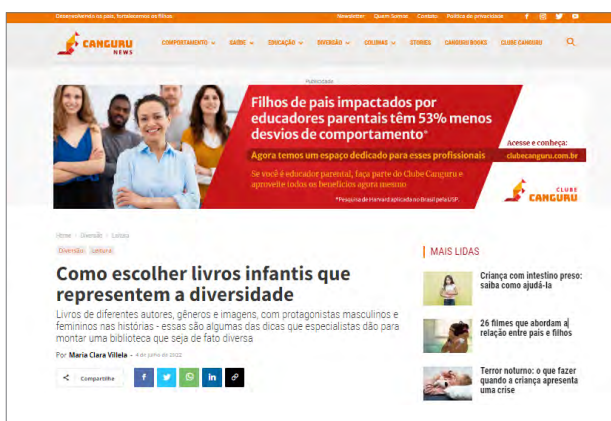 Desenvolvendo os pais, fortalecemos os filhos
Newsletter Quem Somos Contato Política de privacidade
CANGURU
NEWS
COMPORTAMENTO SAÚDE EDUCAÇÃO DIVERSÃO COLUNAS STORIES CANGURU BOOKS CLUBE CANGURU
Publicidade
Filhos de pais impactados por
educadores parentais têm 53% menos
desvios de comportamento*
Agora temos um espaço dedicado para esses profissionais
Se você é educador parental, faça parte do Clube Canguru e
aproveite todos os benefícios agora mesmo
*Pesquisa de Harvard aplicada no Brasil pela USP.
Acesse e conheça:
clubecanguru.com.br
CLUBE
CANGURU
Home › Diversão › Leitura
Diversão Leitura
Como escolher livros infantis que
representem a diversidade
Livros de diferentes autores, gêneros e imagens, com protagonistas masculinos e
femininos nas histórias - essas são algumas das dicas que especialistas dão para
montar uma biblioteca que seja de fato diversa
Por Maria Clara Villela - 4 de julho de 2022
Compartilhe
MAIS LIDAS
Criança com intestino preso:
saiba como ajudá-la
26 filmes que abordam a
relação entre pais e filhos
Terror noturno: o que fazer
quando a criança apresenta
uma crise